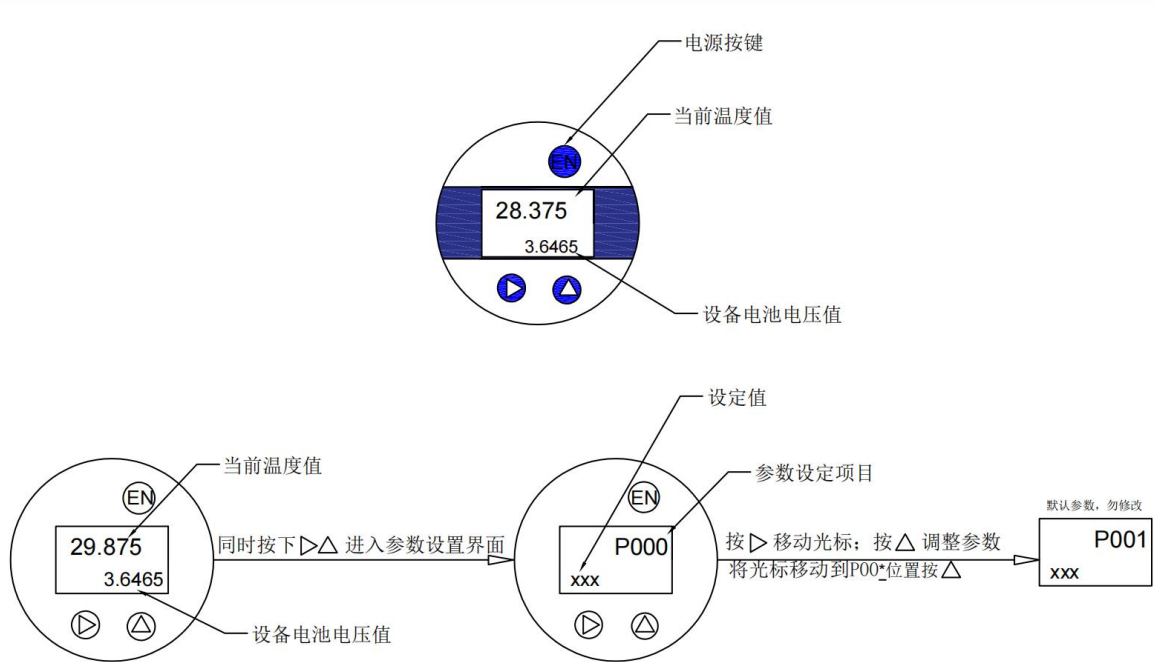 电源按键
当前温度值
EN
28.375
3.6465
设备电池电压值
设定值
当前温度值
参数设定项目
EN
EN
默认参数，勿修改
29.875
3.6465
同时按下▷△ 进入参数设置界面
P000
xxx
按▷移动光标；按△ 调整参数
将光标移动到P00*位置按△
P001
xxx
设备电池电压值